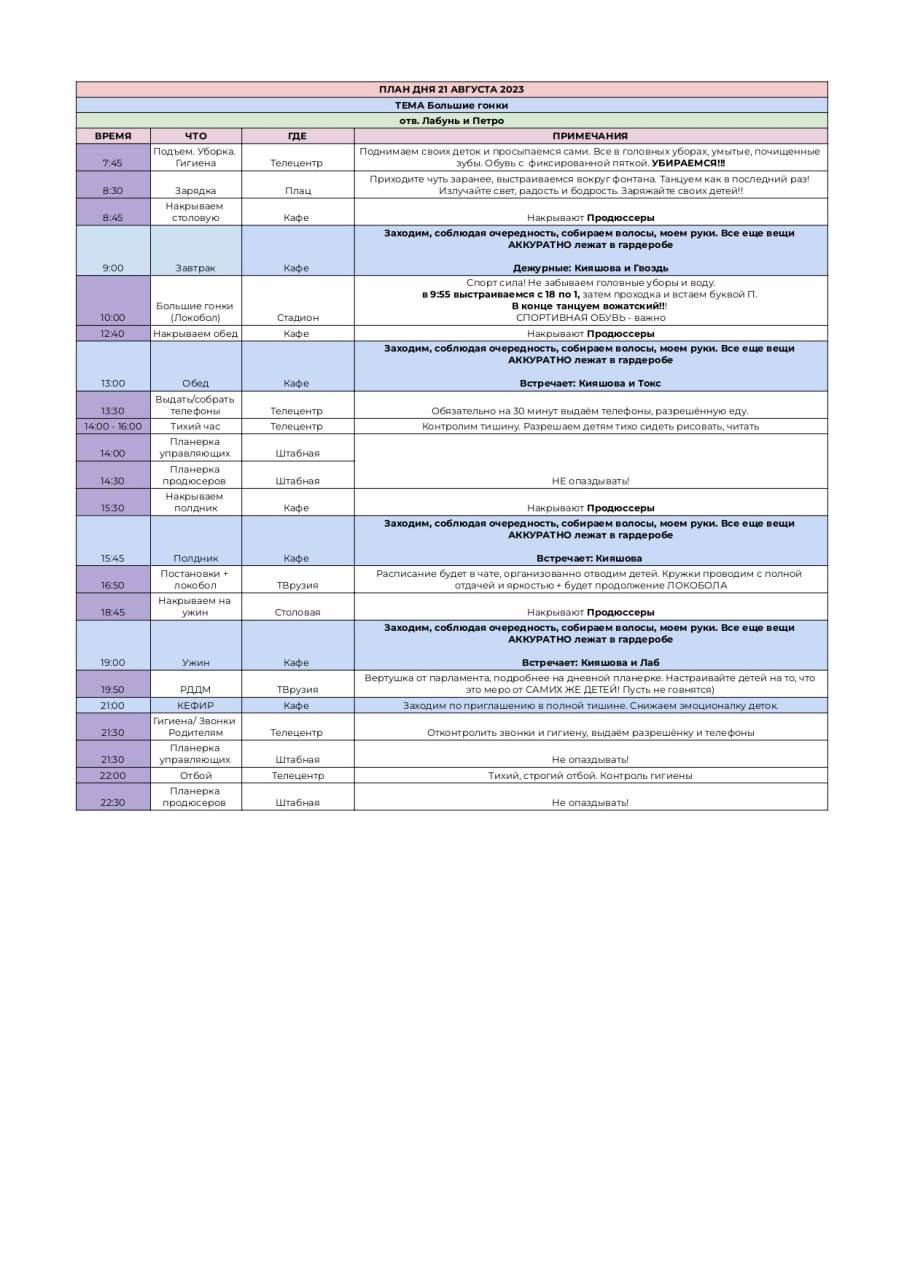 ПЛАН ДНЯ 21 АВГУСТА 2023
ТЕМА Большие гонки
отв. Лабунь и Петро
ВРЕМЯ ЧТО ГДЕ ПРИМЕЧАНИЯ
Подъем. Уборка. Поднимаем своих деток и просыпаемся сами. Все в головных уборах, умытые, почищенные
7:45 Гигиена Телецентр зубы. Обувь с фиксированной пяткой. УБИРАЕМСЯ!!!
Приходите чуть заранее, выстраиваемся вокруг фонтана. Танцуем как в последний раз!
8:30 Зарядка Плац Излучайте свет, радость и бодрость. Заряжайте своих детей!!
Накрываем
8:45 столовую Кафе Накрывают Продюссеры
Заходим, соблюдая очередность, собираем волосы, моем руки. Все еще вещи
АККУРАТНО лежат в гардеробе
9:00 Завтрак Кафе Дежурные: Кияшова и Гвоздь
Спорт сила! Не забываем головные уборы и воду.
в 9:55 выстраиваемся с 18 по 1, затем проходка и встаем буквой П.
Большие гонки В конце танцуем вожатский!!!
10:00 (Локобол) Стадион СПОРТИВНАЯ ОБУВЬ - важно
12:40 Накрываем обед Кафе Накрывают Продюссеры
Заходим, соблюдая очередность, собираем волосы, моем руки. Все еще вещи
АККУРАТНО лежат в гардеробе
13:00 Обед Кафе Встречает: Кияшова и Токс
Выдать/собрать
13:30 телефоны Телецентр Обязательно на 30 минут выдаём телефоны, разрешённую еду.
14:00 - 16:00 Тихий час Телецентр Контролим тишину. Разрешаем детям тихо сидеть рисовать, читать
Планерка
14:00 управляющих Штабная
Планерка
14:30 продюсеров Штабная НЕ опаздывать!
Накрываем
15:30 полдник Кафе Накрывают Продюссеры
Заходим, соблюдая очередность, собираем волосы, моем руки. Все еще вещи
АККУРАТНО лежат в гардеробе
15:45 Полдник Кафе Встречает: Кияшова
Постановки + Расписание будет в чате, организованно отводим детей. Кружки проводим с полной
16:50 локобол ТВрузия отдачей и яркостью + будет продолжение ЛОКОБОЛА
Накрываем на
18:45 ужин Столовая Накрывают Продюссеры
Заходим, соблюдая очередность, собираем волосы, моем руки. Все еще вещи
АККУРАТНО лежат в гардеробе
19:00 Ужин Кафе Встречает: Кияшова и Лаб
Вертушка от парламента, подробнее на дневной планерке. Настраивайте детей на то, что
19:50 РДДМ ТВрузия это меро от САМИХ ЖЕ ДЕТЕЙ! Пусть не говнятся)
21:00 КЕФИР Кафе Заходим по приглашению в полной тишине. Снижаем эмоционалку деток.
Гигиена/ Звонки
21:30 Родителям Телецентр Отконтролить звонки и гигиену, выдаём разрешёнку и телефоны
Планерка
21:30 управляющих Штабная Не опаздывать!
22:00 Отбой Телецентр Тихий, строгий отбой. Контроль гигиены
Планерка
22:30 продюсеров Штабная Не опаздывать!